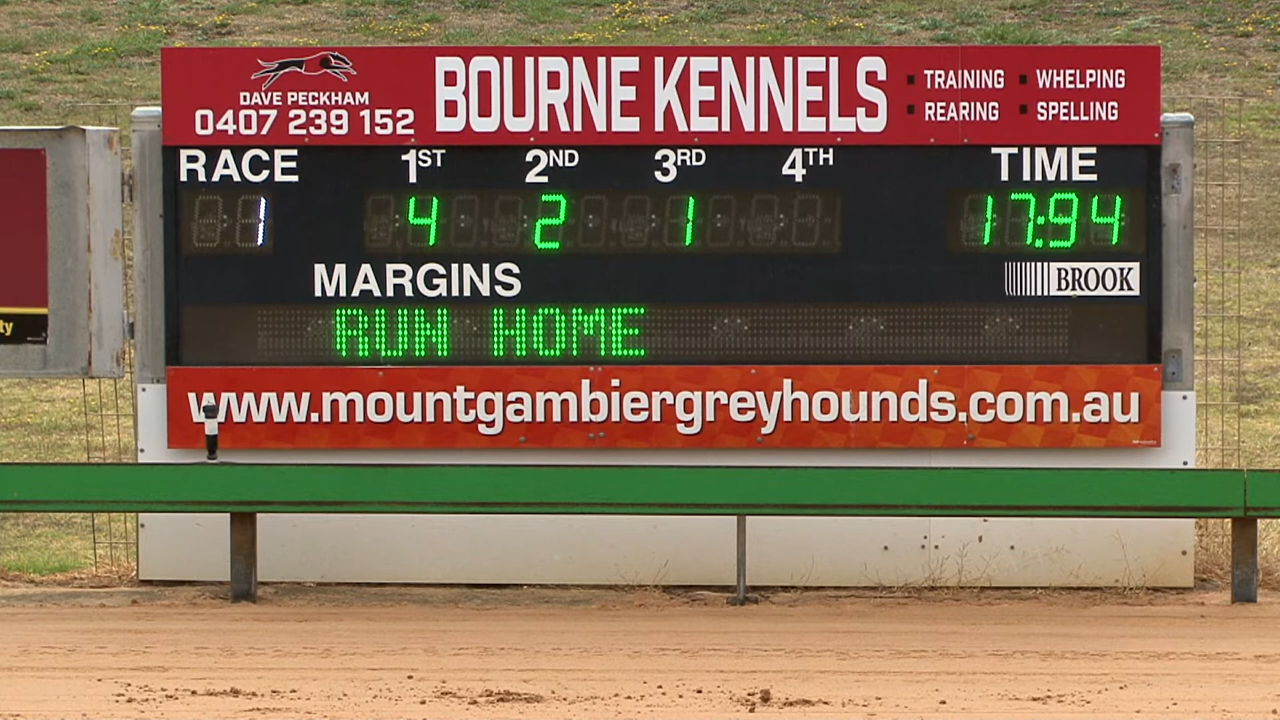 DAVE PECKHAM
0407 239 152
BOURNE KENNELS
TRAINING
WHELPING
REARING
SPELLING
RACE 1ST 2ND 3RD 4TH TIME
1 4 2 1 17:94
MARGINS
BROOK
RUN HOME
ty
www.mountgambiergreyhounds.com.au